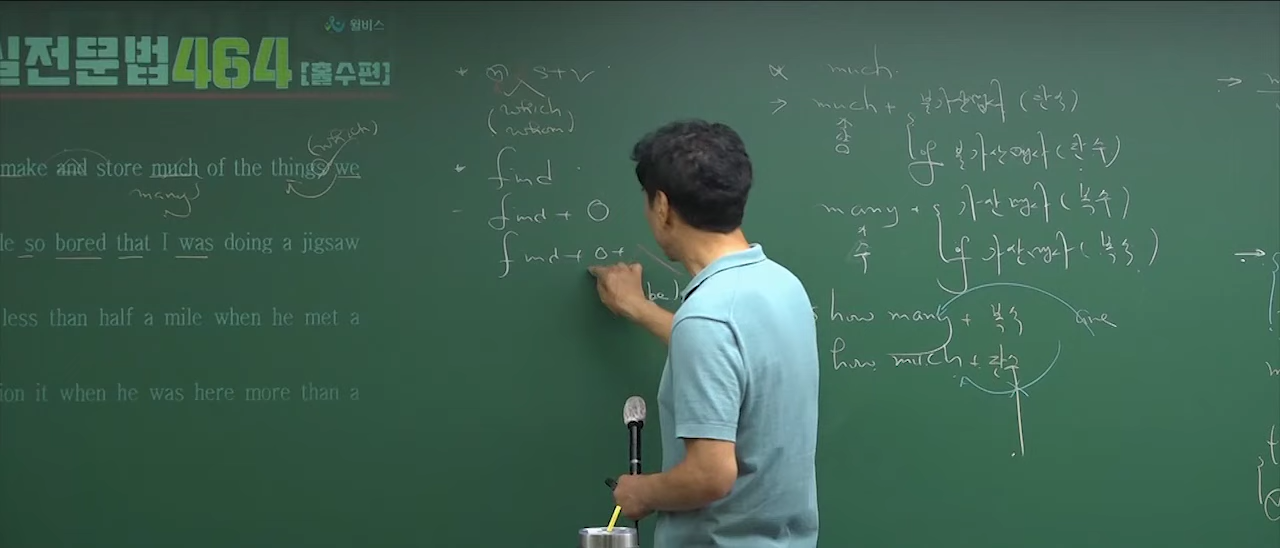 윌비스
실전문법464 [홀수편]
(which)
make and store much of the things we
many
so bored that I was doing a jigsaw
less than half a mile when he met a
it when he was here more than a
n s+v
(which
whom)
find
find + O
find + O +
be)
much
→ much + 불가산명사 (단수)
of 불가산명사 (단수)
many + 가산명사 (복수)
수
of 가산명사 (복수)
how many + 복수 are
how much + 단수